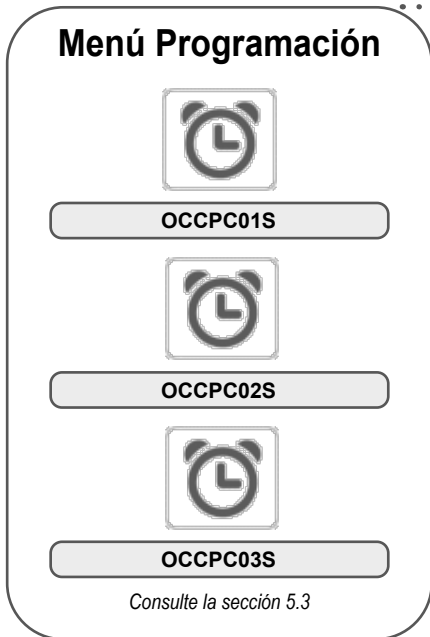 Menú Programación
OCCPC01S
OCCPC02S
OCCPC03S
Consulte la sección 5.3